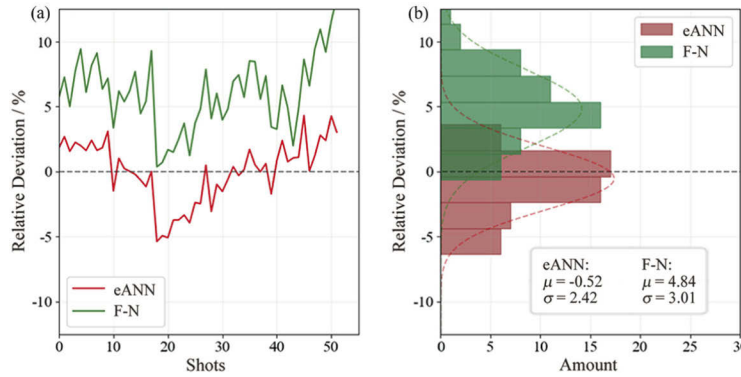 (a)
10
5
0
-5
-10
Relative Deviation / %
eANN
F-N
0
10
20
30
40
50
Shots
(b)
10
5
0
-5
-10
Relative Deviation / %
eANN
F-N
eANN: F-N:
μ = -0.52 μ = 4.84
σ = 2.42 σ = 3.01
0
5
10
15
20
25
30
Amount